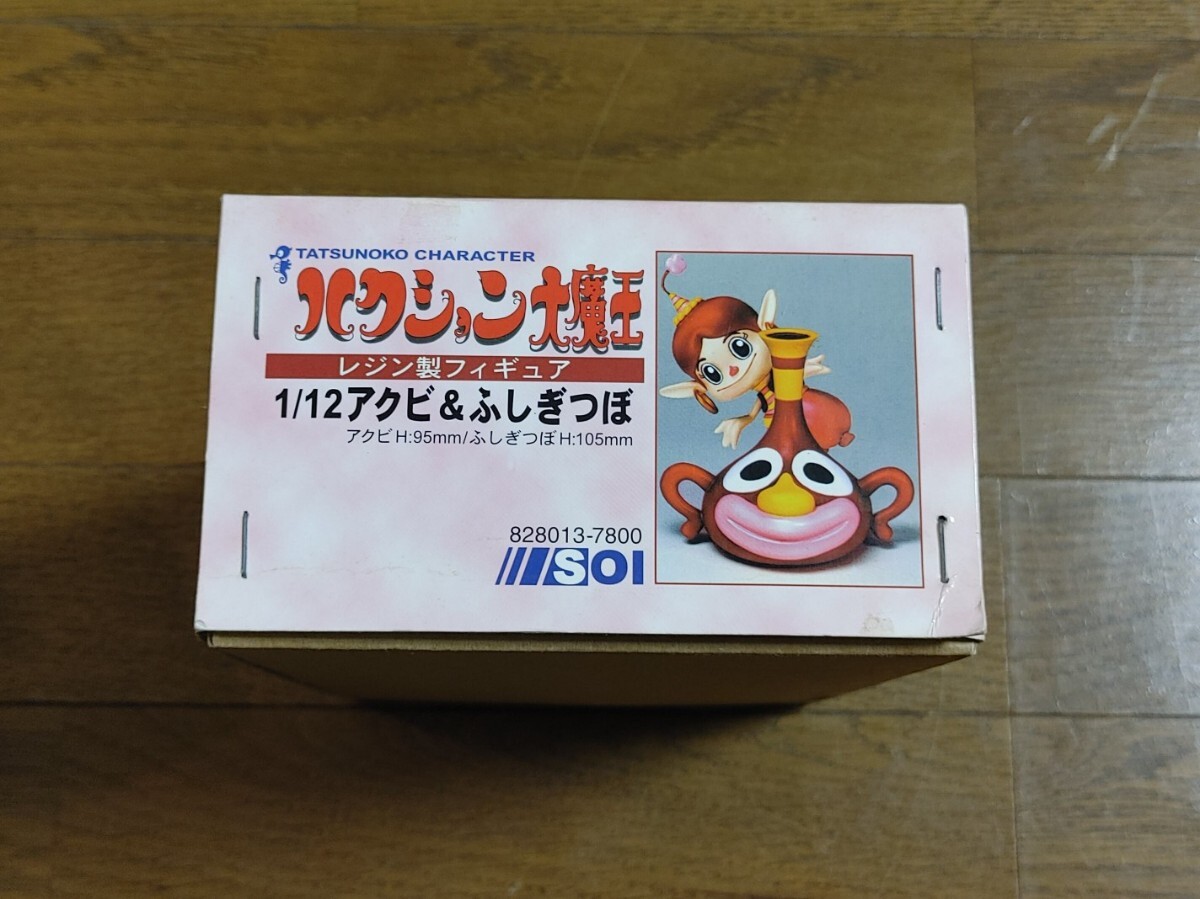 TATSUNOKO CHARACTER
ハクション大魔王
レジン製フィギュア
1/12アクビ&ふしぎつぼ
アクビH:95mm/ふしぎつぼH:105mm
828013-7800
SOI